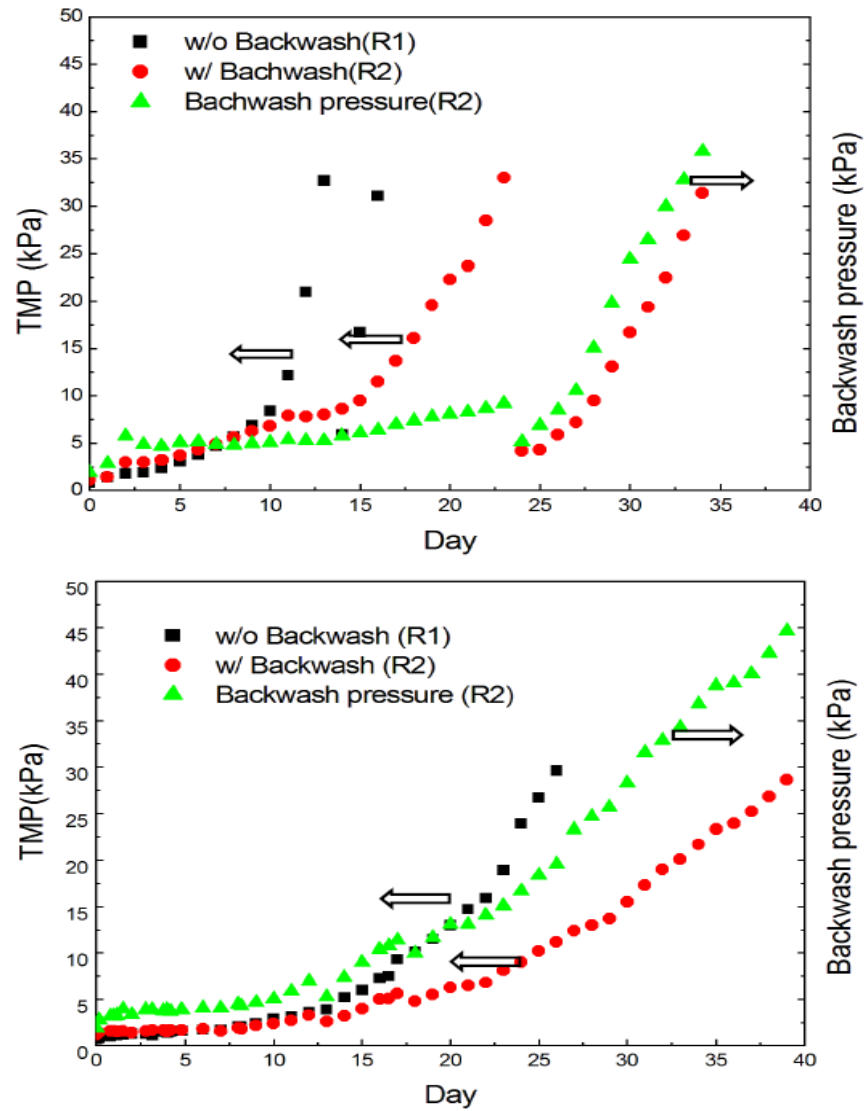 50
45
40
35
30
25
20
15
10
5
0
TMP (kPa)
w/o Backwash(R1)
w/ Bachwash(R2)
Bachwash pressure(R2)
Backwash pressure (kPa)
0 5 10 15 20 25 30 35 40
Day
50
45
40
35
30
25
20
15
10
5
0
TMP(kPa)
w/o Backwash (R1)
w/ Backwash (R2)
Backwash pressure (R2)
Backwash pressure (kPa)
0 5 10 15 20 25 30 35 40
Day